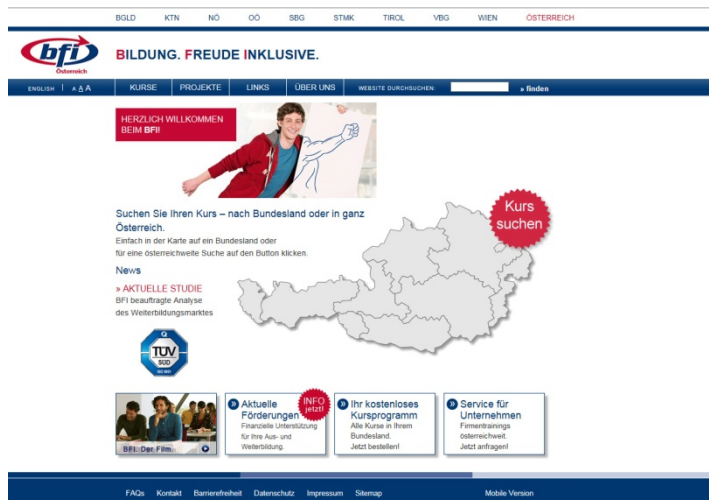 BGLD KTN NÖ OÖ SBG STMK TIROL VBG WIEN ÖSTERREICH
bfi
Österreich
BILDUNG. FREUDE INKLUSIVE.
ENGLISH | A A A KURSE PROJEKTE LINKS ÜBER UNS WEBSITE DURCHSUCHEN: » finden
HERZLICH WILLKOMMEN
BEIM BFI!
Suchen Sie Ihren Kurs – nach Bundesland oder in ganz
Österreich.
Einfach in der Karte auf ein Bundesland oder
für eine österreichweite Suche auf den Button klicken.
Kurs
suchen
News
» AKTUELLE STUDIE
BFI beauftragte Analyse
des Weiterbildungsmarktes
TÜV
SÜD
ISO 9001
BFI. Der Film.
Aktuelle
Förderungen
Finanzielle Unterstützung
für Ihre Aus- und
Weiterbildung.
INFO
jetzt!
Ihr kostenloses
Kursprogramm
Alle Kurse in Ihrem
Bundesland.
Jetzt bestellen!
Service für
Unternehmen
Firmentrainings
österreichweit.
Jetzt anfragen!
FAQs Kontakt Barrierefreiheit Datenschutz Impressum Sitemap Mobile Version